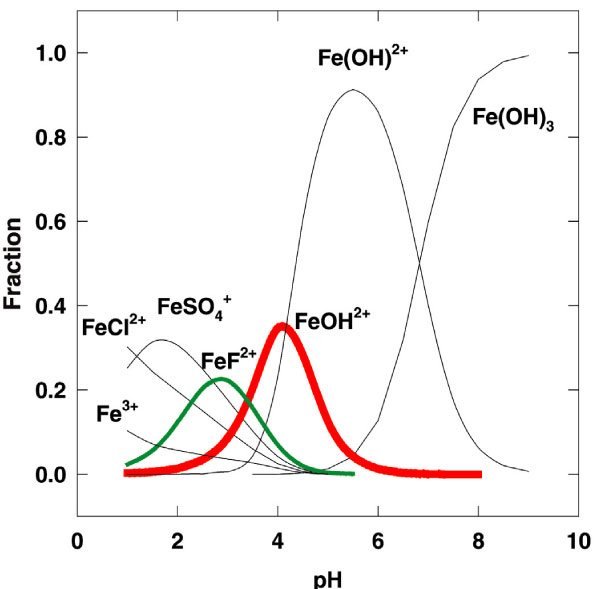 Fe(OH)²⁺
1.0
Fe(OH)₃
0.8
0.6
Fraction
0.4
FeSO₄⁺
FeCl²⁺
FeOH²⁺
FeF²⁺
0.2
Fe³⁺
0.0
0 2 4 6 8 10
pH